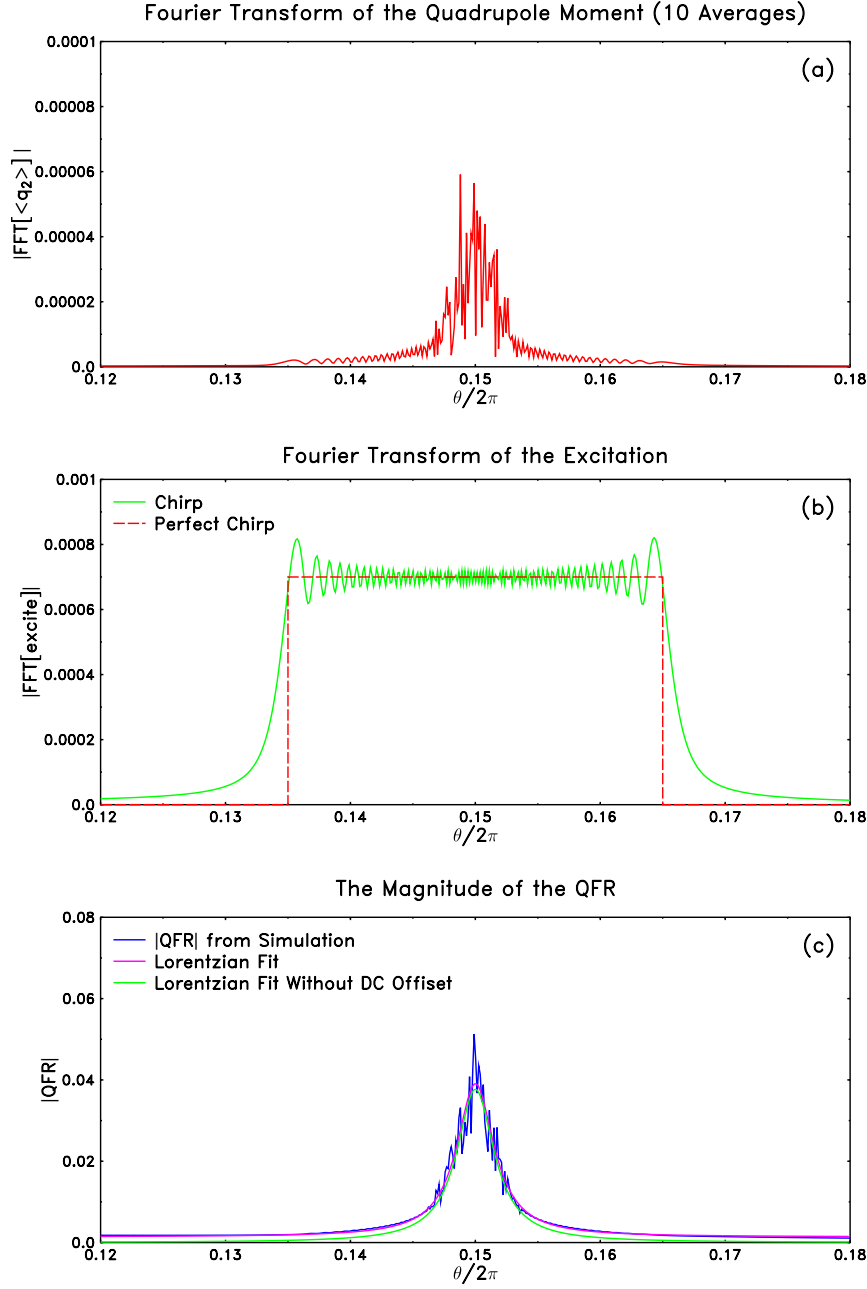 Fourier Transform of the Quadrupole Moment (10 Averages)
(a)
|FFT[<q₂>]|
0.0001
0.00008
0.00006
0.00004
0.00002
0.0
0.12 0.13 0.14 0.15 0.16 0.17 0.18
θ/2π
Fourier Transform of the Excitation
(b)
Chirp
Perfect Chirp
|FFT[excite]|
0.001
0.0008
0.0006
0.0004
0.0002
0.0
0.12 0.13 0.14 0.15 0.16 0.17 0.18
θ/2π
The Magnitude of the QFR
(c)
|QFR| from Simulation
Lorentzian Fit
Lorentzian Fit Without DC Offset
|QFR|
0.08
0.06
0.04
0.02
0.0
0.12 0.13 0.14 0.15 0.16 0.17 0.18
θ/2π